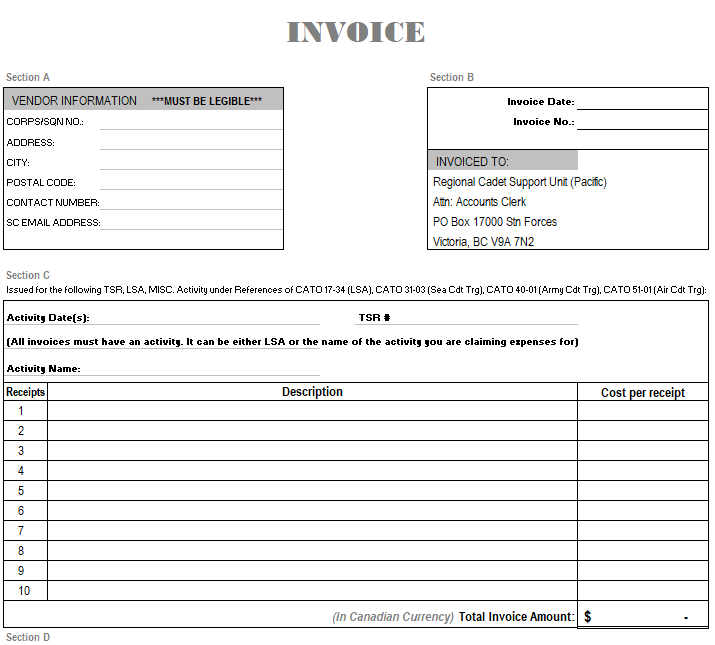 INVOICE
Section A
Section B
VENDOR INFORMATION ***MUST BE LEGIBLE***
Invoice Date:
CORPS/SQN NO.:
Invoice No.:
ADDRESS:
CITY:
INVOICED TO:
POSTAL CODE:
Regional Cadet Support Unit (Pacific)
CONTACT NUMBER:
Attn: Accounts Clerk
SC EMAIL ADDRESS:
PO Box 17000 Stn Forces
Victoria, BC V9A 7N2
Section C
Issued for the following TSR, LSA, MISC. Activity under References of CATO 17-34 (LSA), CATO 31-03 (Sea Cdt Trg), CATO 40-01 (Army Cdt Trg), CATO 51-01 (Air Cdt Trg):
Activity Date(s): TSR #
(All invoices must have an activity. It can be either LSA or the name of the activity you are claiming expenses for)
Activity Name:
Receipts Description Cost per receipt
1
2
3
4
5
6
7
8
9
10
(In Canadian Currency) Total Invoice Amount: $ -
Section D